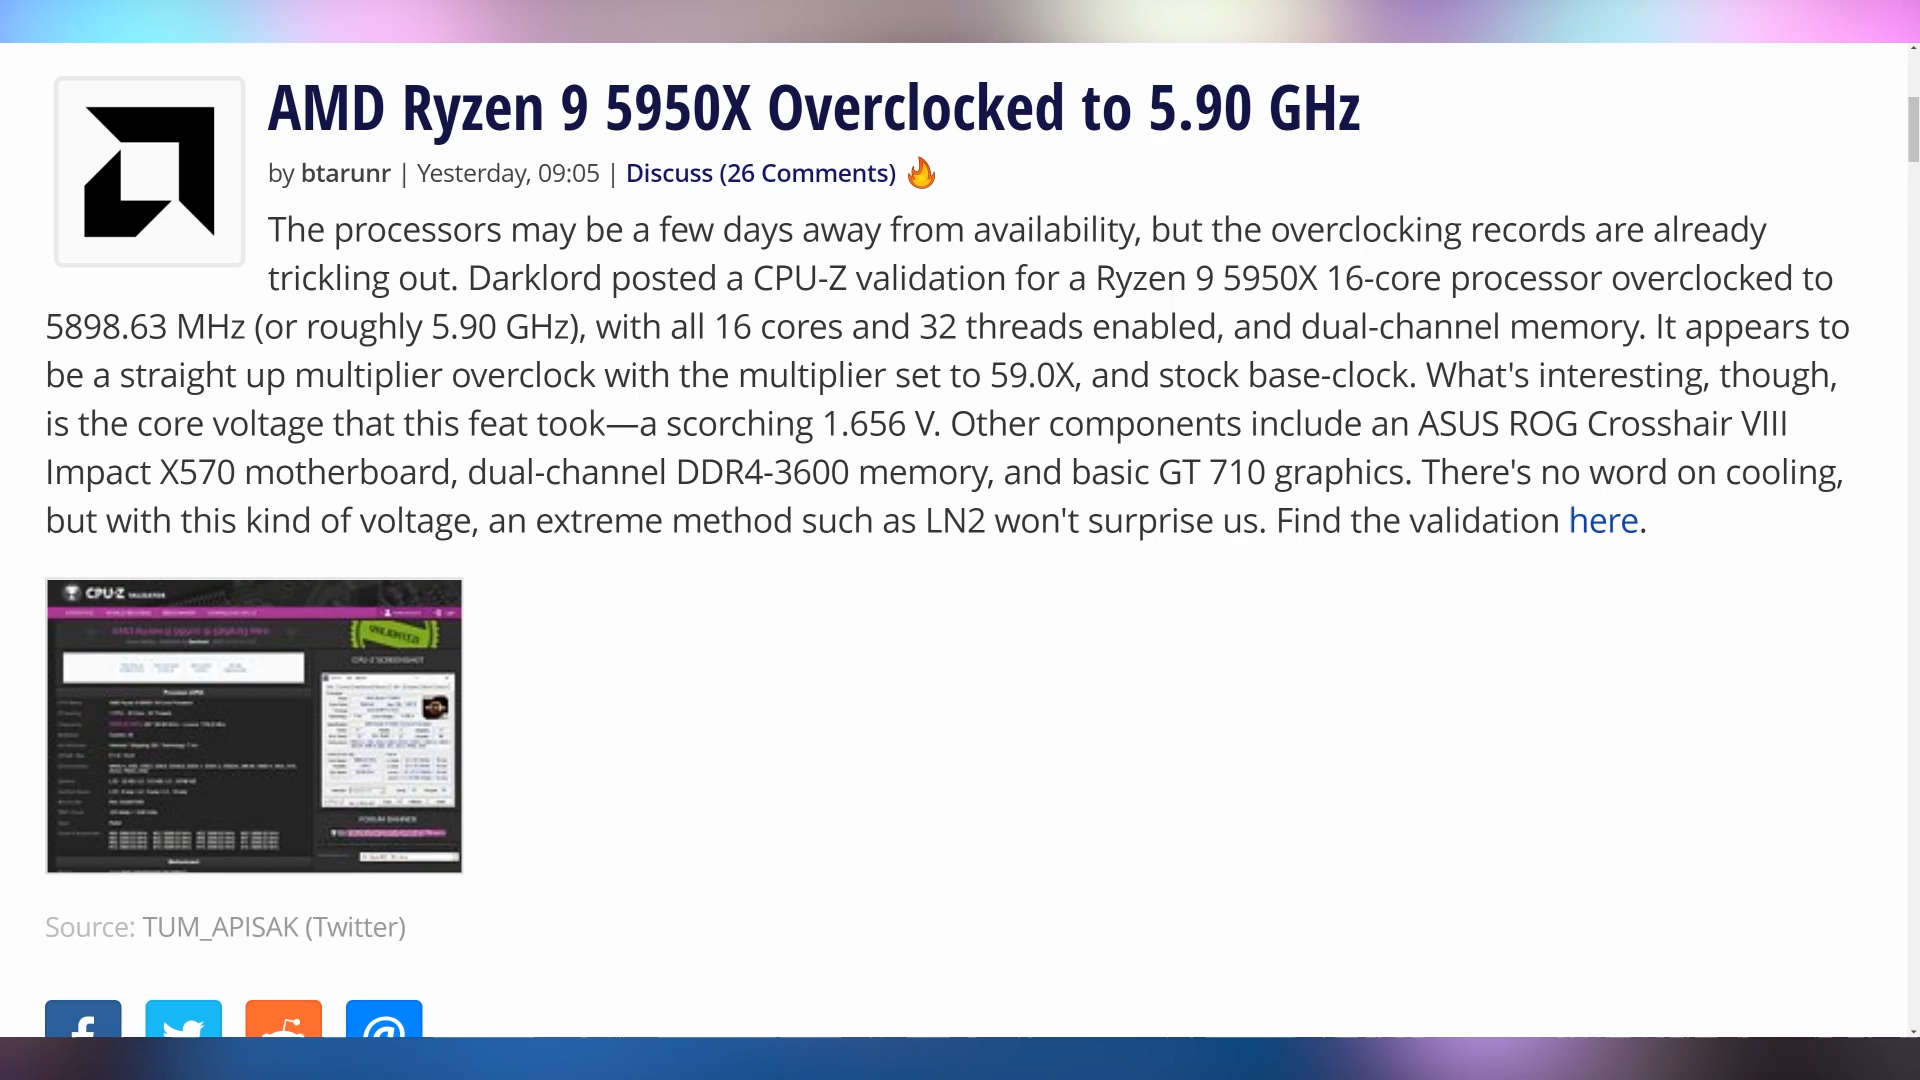 AMD Ryzen 9 5950X Overclocked to 5.90 GHz
by btarunr | Yesterday, 09:05 | Discuss (26 Comments)
The processors may be a few days away from availability, but the overclocking records are already
trickling out. Darklord posted a CPU-Z validation for a Ryzen 9 5950X 16-core processor overclocked to
5898.63 MHz (or roughly 5.90 GHz), with all 16 cores and 32 threads enabled, and dual-channel memory. It appears to
be a straight up multiplier overclock with the multiplier set to 59.0X, and stock base-clock. What's interesting, though,
is the core voltage that this feat took—a scorching 1.656 V. Other components include an ASUS ROG Crosshair VIII
Impact X570 motherboard, dual-channel DDR4-3600 memory, and basic GT 710 graphics. There's no word on cooling,
but with this kind of voltage, an extreme method such as LN2 won't surprise us. Find the validation here.
CPU-Z VALIDATOR
VALIDATED
CPU-Z SCREENSHOT
FORUM BANNER
Source: TUM_APISAK (Twitter)